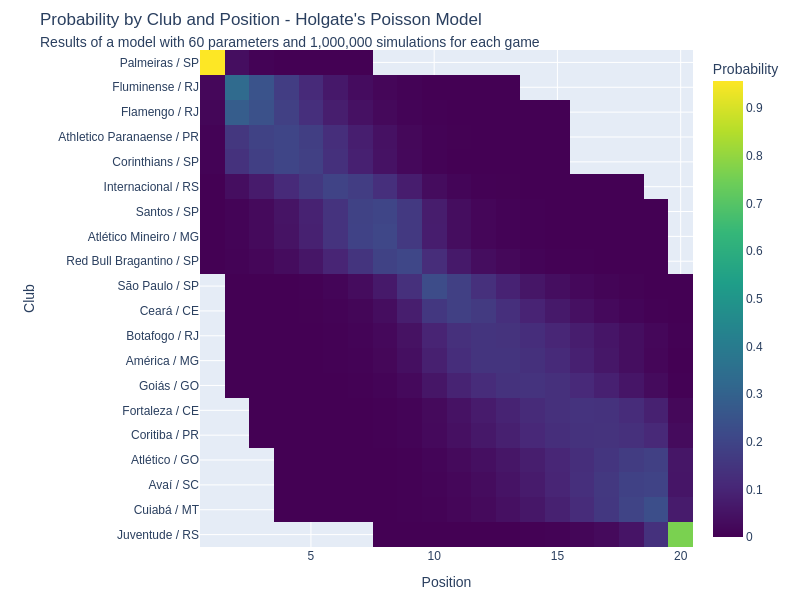 Probability by Club and Position - Holgate's Poisson Model
Results of a model with 60 parameters and 1,000,000 simulations for each game
Probability
Club
Palmeiras / SP
Fluminense / RJ
Flamengo / RJ
Athletico Paranaense / PR
Corinthians / SP
Internacional / RS
Santos / SP
Atlético Mineiro / MG
Red Bull Bragantino / SP
São Paulo / SP
Ceará / CE
Botafogo / RJ
América / MG
Goiás / GO
Fortaleza / CE
Coritiba / PR
Atlético / GO
Avaí / SC
Cuiabá / MT
Juventude / RS
0.9
0.8
0.7
0.6
0.5
0.4
0.3
0.2
0.1
0
5 10 15 20
Position